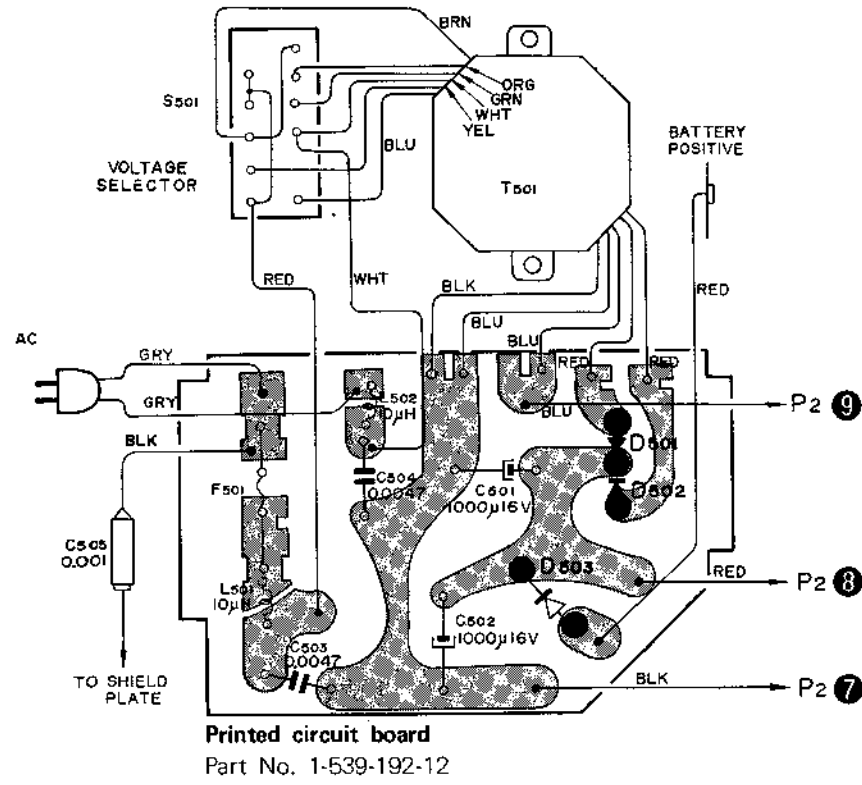 BRN
ORG
GRN
WHT
YEL
S501
BLU
VOLTAGE
SELECTOR
T501
BATTERY
POSITIVE
RED
WHT
BLK
RED
BLU
AC
GRY
BLU
RED
RED
GRY
L502
10μH
BLU
P2 9
BLK
D501
C504
0.0047
C601
1000μ16V
D502
F501
C505
0.001
D503
RED
P2 8
L501
10μH
C502
1000μ16V
C503
0.0047
TO SHIELD
PLATE
BLK
P2 7
Printed circuit board
Part No. 1-539-192-12